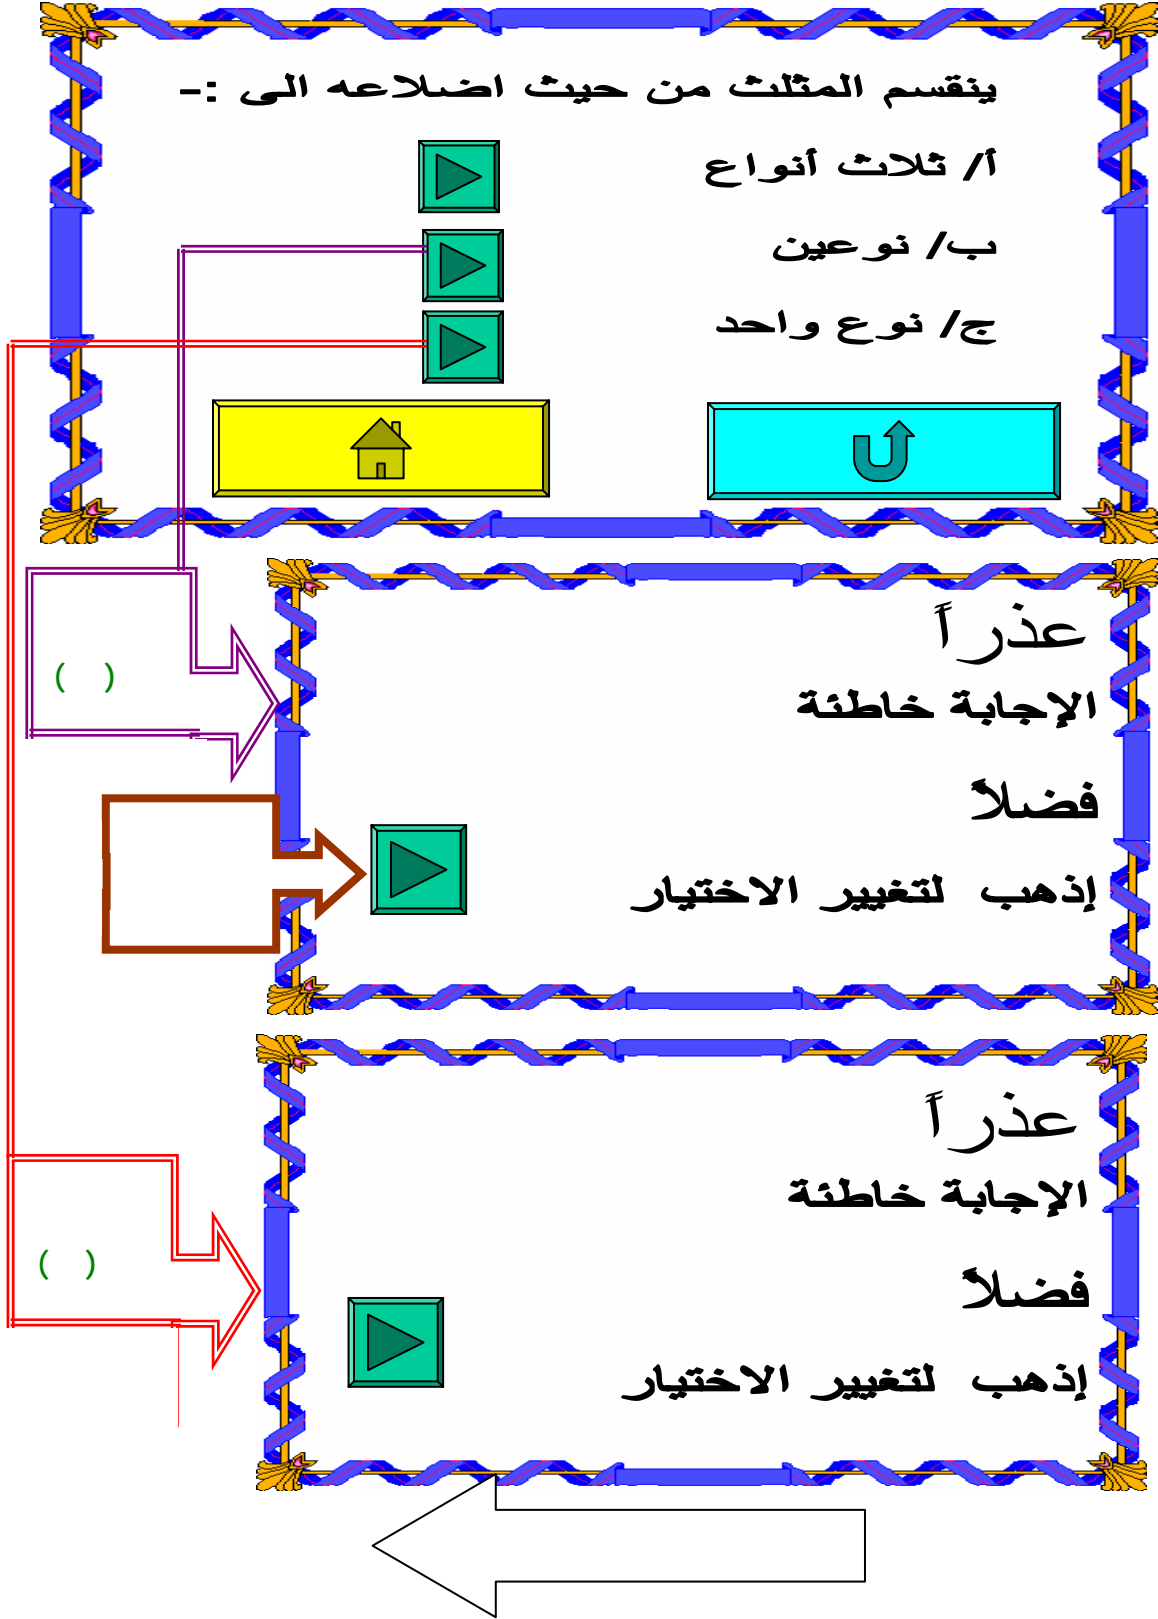 ينقسم المثلث من حيث اضلاعه الى :-
أ/ ثلاث أنواع
ب/ نوعين
ج/ نوع واحد
عذراً
( )
الإجابة خاطئة
فضلاً
إذهب لتغيير الاختيار
عذراً
الإجابة خاطئة
( )
فضلاً
إذهب لتغيير الاختيار